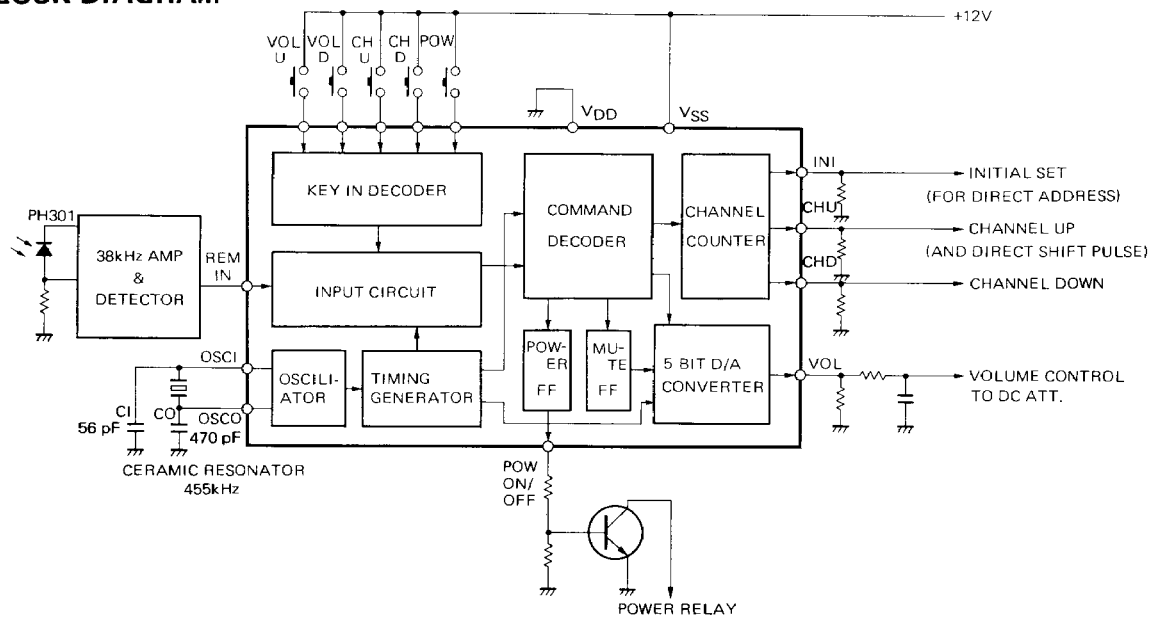 BLOCK DIAGRAM
+12V
VOL U
VOL D
CH U
CH D
POW
VDD
VSS
KEY IN DECODER
COMMAND
DECODER
CHANNEL
COUNTER
INI
INITIAL SET
(FOR DIRECT ADDRESS)
CHU
CHANNEL UP
(AND DIRECT SHIFT PULSE)
CHD
CHANNEL DOWN
PH301
38kHz AMP
&
DETECTOR
REM
IN
INPUT CIRCUIT
OSCI
OSCILI-
ATOR
TIMING
GENERATOR
POW-
ER
FF
MU-
TE
FF
5 BIT D/A
CONVERTER
VOL
VOLUME CONTROL
TO DC ATT.
CI
56 pF
CO
OSCO
470 pF
CERAMIC RESONATOR
455kHz
POW
ON/
OFF
POWER RELAY